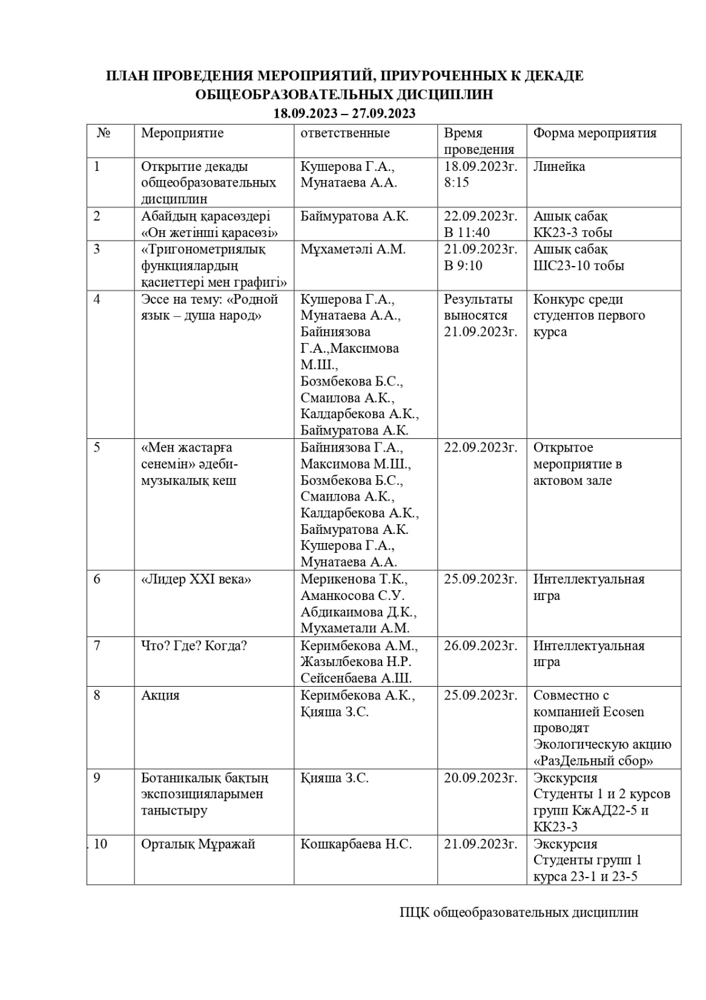 ПЛАН ПРОВЕДЕНИЯ МЕРОПРИЯТИЙ, ПРИУРОЧЕННЫХ К ДЕКАДЕ
ОБЩЕОБРАЗОВАТЕЛЬНЫХ ДИСЦИПЛИН
18.09.2023 – 27.09.2023
№ Мероприятие ответственные Время проведения Форма мероприятия
1
Открытие декады
общеобразовательных
дисциплин
Кушерова Г.А.,
Мунатаева А.А.
18.09.2023г.
8:15
Линейка
2
Абайдың қарасөздері
«Он жетінші қарасөзі»
Баймуратова А.К.
22.09.2023г.
В 11:40
Ашық сабақ
КК23-3 тобы
3
«Тригонометриялық
функциялардың
қасиеттері мен графигі»
Мұхаметәлі А.М.
21.09.2023г.
В 9:10
Ашық сабақ
ШС23-10 тобы
4
Эссе на тему: «Родной
язык – душа народ»
Кушерова Г.А.,
Мунатаева А.А.,
Байниязова
Г.А.,Максимова
М.Ш.,
Бозмбекова Б.С.,
Смаилова А.К.,
Калдарбекова А.К.,
Баймуратова А.К.
Результаты
выносятся
21.09.2023г.
Конкурс среди
студентов первого
курса
5
«Мен жастарға
сенемін» әдеби-
музыкалық кеш
Байниязова Г.А.,
Максимова М.Ш.,
Бозмбекова Б.С.,
Смаилова А.К.,
Калдарбекова А.К.,
Баймуратова А.К.
Кушерова Г.А.,
Мунатаева А.А.
22.09.2023г.
Открытое
мероприятие в
актовом зале
6
«Лидер XXI века»
Мерикенова Т.К.,
Аманкосова С.У.
Абдикаимова Д.К.,
Мухаметали А.М.
25.09.2023г.
Интеллектуальная
игра
7
Что? Где? Когда?
Керимбекова А.М.,
Жазылбекова Н.Р.
Сейсенбаева А.Ш.
26.09.2023г.
Интеллектуальная
игра
8
Акция
Керимбекова А.К.,
Қияша З.С.
25.09.2023г.
Совместно с
компанией Ecosen
проводят
Экологическую акцию
«РазДельный сбор»
9
Ботаникалық бақтың
экспозицияларымен
таныстыру
Қияша З.С.
20.09.2023г.
Экскурсия
Студенты 1 и 2 курсов
групп КжАД22-5 и
КК23-3
. 10
Орталық Мұражай
Кошкарбаева Н.С.
21.09.2023г.
Экскурсия
Студенты групп 1
курса 23-1 и 23-5
ПЦК общеобразовательных дисциплин